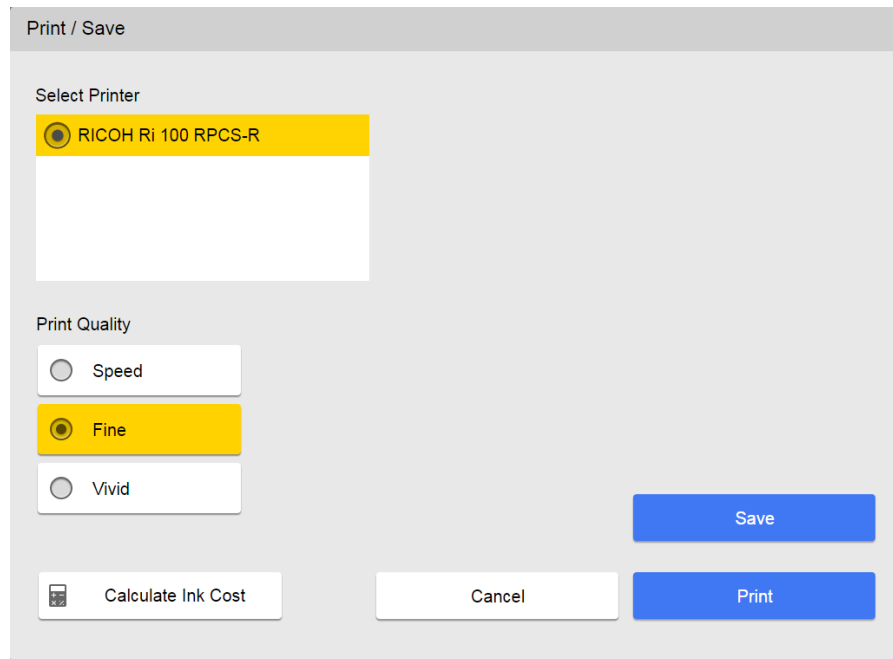 Print / Save
Select Printer
RICOH Ri 100 RPCS-R
Print Quality
Speed
Fine
Vivid
Save
Calculate Ink Cost
Cancel
Print